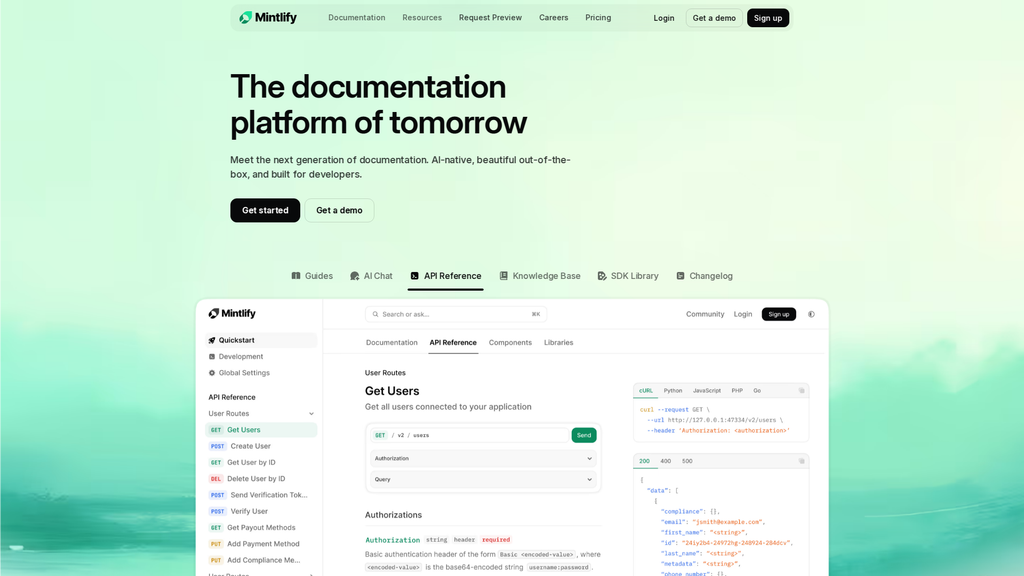 Mintlify
Documentation
Resources
Request Preview
Careers
Pricing
Login
Get a demo
Sign up
The documentation
platform of tomorrow
Meet the next generation of documentation. AI-native, beautiful out-of-the-
box, and built for developers.
Get started
Get a demo
Guides
AI Chat
API Reference
Knowledge Base
SDK Library
Changelog
Mintlify
Search or ask...
⌘K
Community
Login
Sign up
Quickstart
Development
Global Settings
API Reference
User Routes
GET Get Users
POST Create User
GET Get User by ID
DEL Delete User by ID
POST Send Verification Tok...
POST Verify User
GET Get Payout Methods
PUT Add Payment Method
PUT Add Compliance Me...
Documentation
API Reference
Components
Libraries
User Routes
Get Users
Get all users connected to your application
GET / v2 / users
Send
Authorization
Query
Authorizations
Authorization string header required
Basic authentication header of the form Basic <encoded-value>, where
<encoded-value> is the base64-encoded string username:password.
cURL Python JavaScript PHP Go
curl --request GET \
--url http://127.0.0.1:47334/v2/users \
--header 'Authorization: <authorization>'
200 400 500
{
"data": [
{
"compliance": {},
"email": "jonith@example.com",
"first_name": "<string>",
"id": "241y2b4-24972hg-248924-284dcv",
"last_name": "<string>",
"metadata": "<string>",